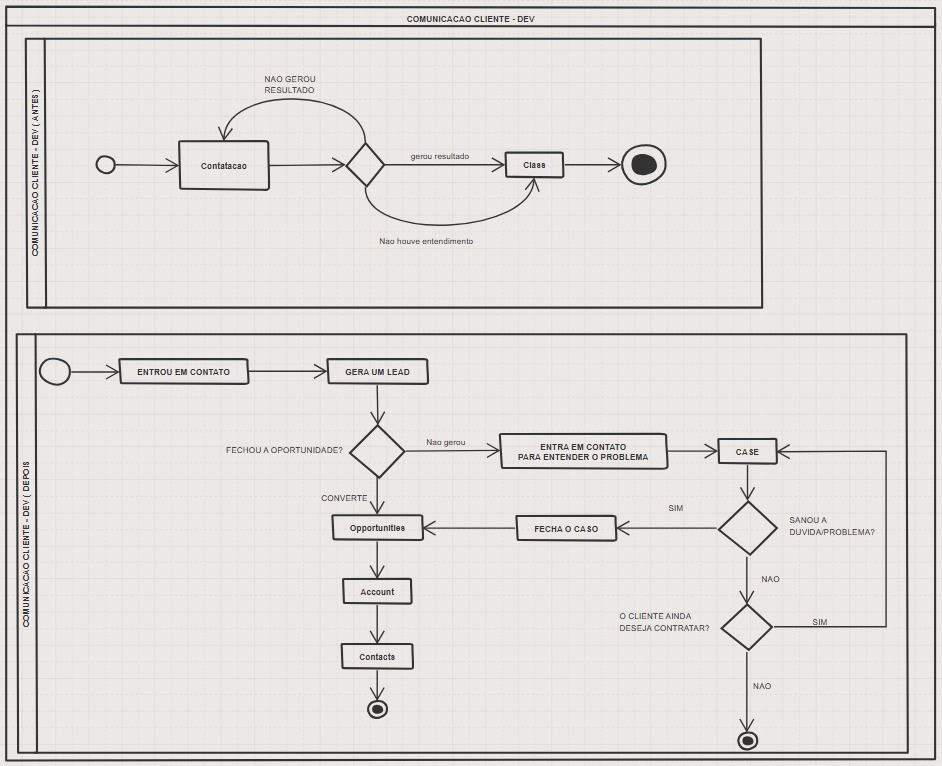 COMUNICACAO CLIENTE - DEV
COMUNICACAO CLIENTE - DEV ( ANTES )
NAO GEROU
RESULTADO
Contatacao
gerou resultado
Class
Nao houve entendimento
COMUNICACAO CLIENTE - DEV ( DEPOIS
ENTROU EM CONTATO
GERA UM LEAD
FECHOU A OPORTUNIDADE?
Nao gerou
ENTRA EM CONTATO
PARA ENTENDER O PROBLEMA
CASE
CONVERTE
SIM
Opportunities
FECHA O CASO
SANOU A
DUVIDA/PROBLEMA?
NAO
Account
O CLIENTE AINDA
DESEJA CONTRATAR?
SIM
Contacts
NAO